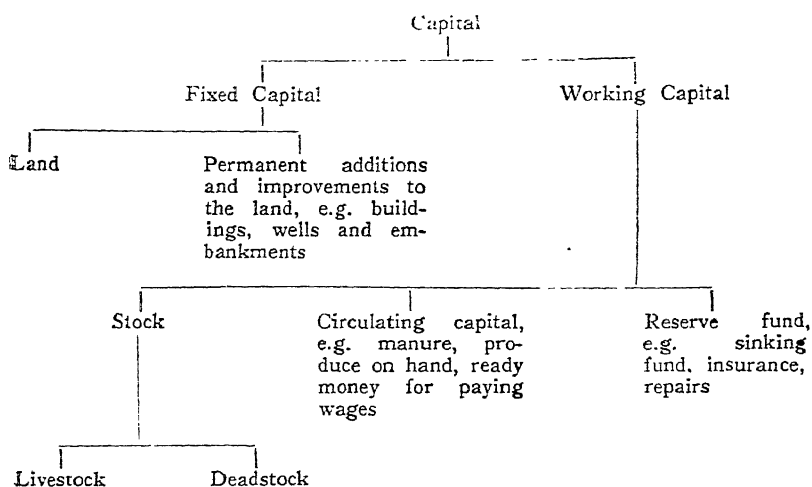 Capital
Fixed Capital
Working Capital
Land
Permanent additions
and improvements to
the land, e.g. build-
ings, wells and em-
bankments
Stock
Circulating capital,
e.g. manure, pro-
duce on hand, ready
money for paying
wages
Reserve fund,
e.g. sinking
fund, insurance,
repairs
Livestock
Deadstock